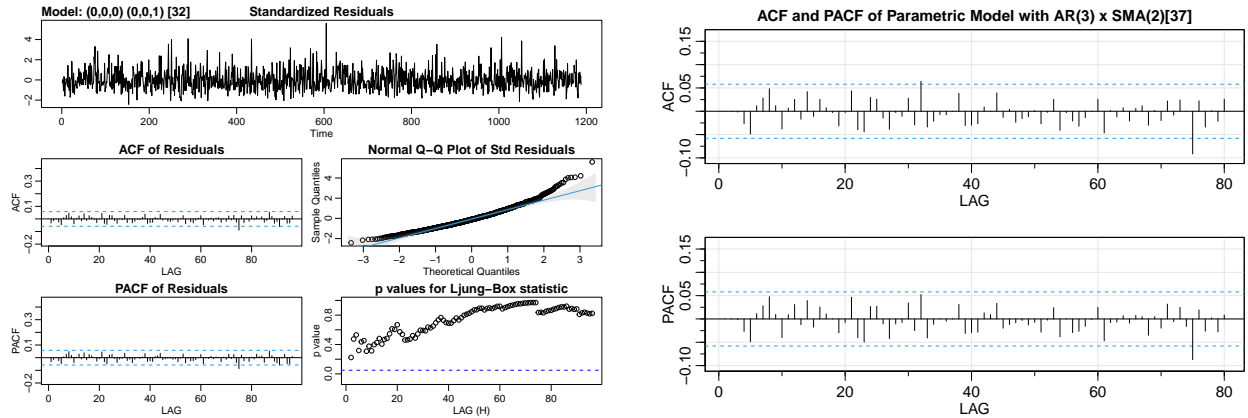 Model: (0,0,0) (0,0,1) [32] Standardized Residuals
4
2
0
−2
0 200 400 600 800 1000 1200
Time
ACF of Residuals
ACF
0.3
0.1
−0.2
0 20 40 60 80
LAG
Normal Q−Q Plot of Std Residuals
Sample Quantiles
4
2
0
−2
−3 −2 −1 0 1 2 3
Theoretical Quantiles
PACF of Residuals
PACF
0.3
0.1
−0.2
0 20 40 60 80
LAG
p values for Ljung−Box statistic
p value
0.8
0.4
0.0
0 20 40 60 80
LAG (H)
ACF and PACF of Parametric Model with AR(3) x SMA(2)[37]
ACF
0.15
0.05
−0.10
0 20 40 60 80
LAG
PACF
0.15
0.05
−0.10
0 20 40 60 80
LAG